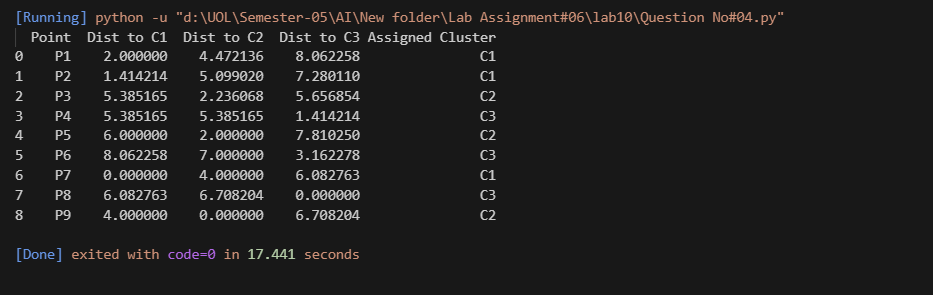 [Running] python -u "d:\UOL\Semester-05\AI\New folder\Lab Assignment#06\lab10\Question No#04.py"
  Point  Dist to C1  Dist to C2  Dist to C3 Assigned Cluster
0    P1    2.000000    4.472136    8.062258               C1
1    P2    1.414214    5.099020    7.280110               C1
2    P3    5.385165    2.236068    5.656854               C2
3    P4    5.385165    5.385165    1.414214               C3
4    P5    6.000000    2.000000    7.810250               C2
5    P6    8.062258    7.000000    3.162278               C3
6    P7    0.000000    4.000000    6.082763               C1
7    P8    6.082763    6.708204    0.000000               C3
8    P9    4.000000    0.000000    6.708204               C2
[Done] exited with code=0 in 17.441 seconds